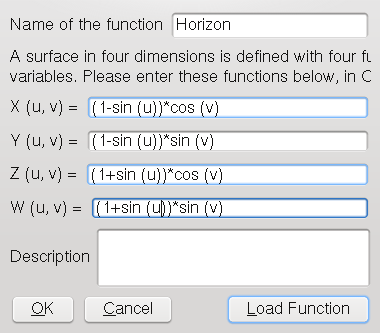 Name of the function Horizon
A surface in four dimensions is defined with four fu
variables. Please enter these functions below, in C
X (u, v) = (1-sin (u))*cos (v)
Y (u, v) = (1-sin (u))*sin (v)
Z (u, v) = (1+sin (u))*cos (v)
W (u, v) = (1+sin (u))*sin (v)
Description
OK Cancel Load Function